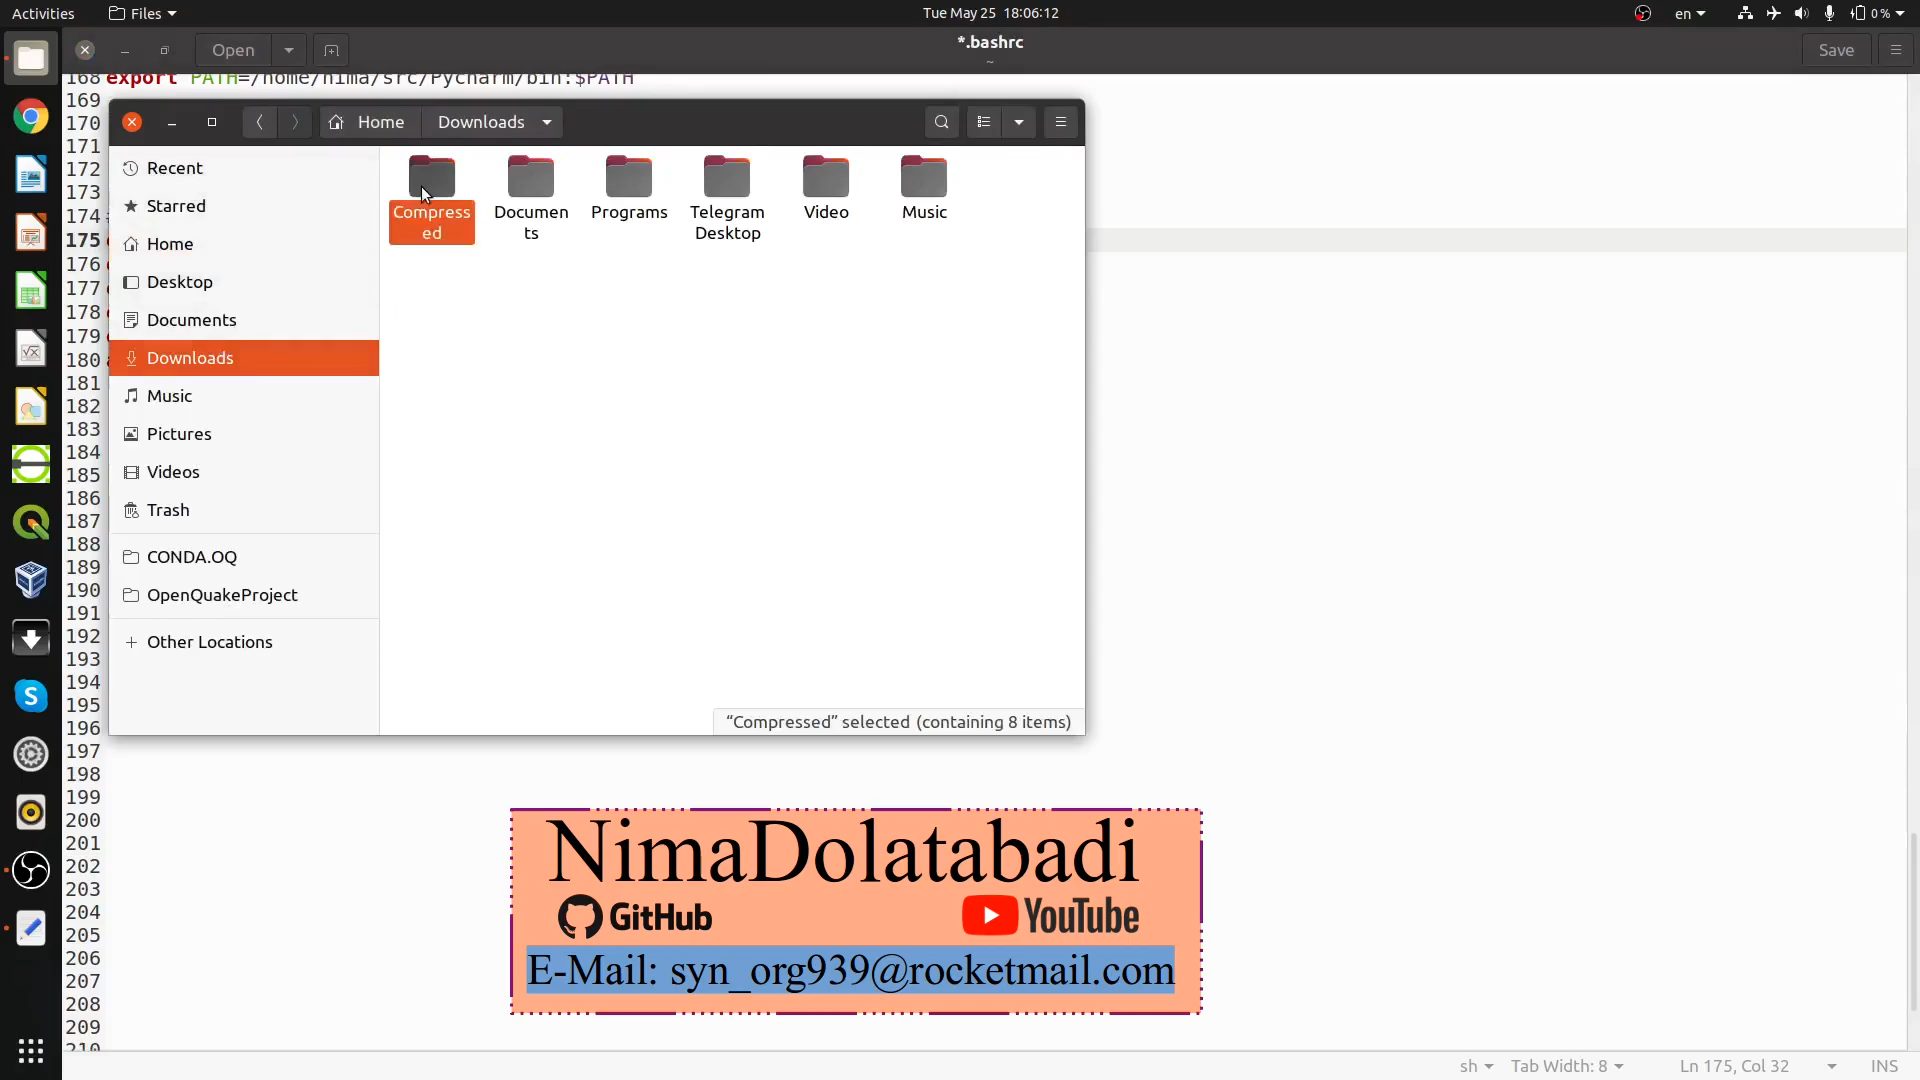 Activities
Files
Tue May 25 18:06:12
en
0 %
Open
*.bashrc
~
Save
168 export PATH=/home/nima/src/Pycharm/bin:$PATH
169
170
171
172
173
174
175
176
177
178
179
180
181
182
183
184
185
186
187
188
189
190
191
192
193
194
195
196
197
198
199
200
201
202
203
204
205
206
207
208
209
210
Home
Downloads
Recent
Starred
Home
Desktop
Documents
Downloads
Music
Pictures
Videos
Trash
CONDA.OQ
OpenQuakeProject
Other Locations
Compress
ed
Documen
ts
Programs
Telegram
Desktop
Video
Music
“Compressed” selected (containing 8 items)
NimaDolatabadi
GitHub
YouTube
E-Mail: syn_org939@rocketmail.com
sh
Tab Width: 8
Ln 175, Col 32
INS